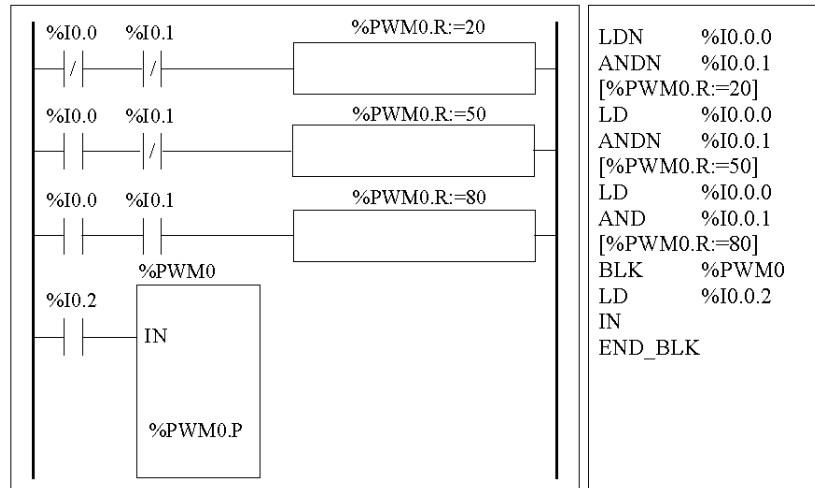 %I0.0 %I0.1 %PWM0.R:=20
/ /
%I0.0 %I0.1 %PWM0.R:=50
/
%I0.0 %I0.1 %PWM0.R:=80
%PWM0
%I0.2
IN
%PWM0.P
LDN %I0.0.0
ANDN %I0.0.1
[%PWM0.R:=20]
LD %I0.0.0
ANDN %I0.0.1
[%PWM0.R:=50]
LD %I0.0.0
AND %I0.0.1
[%PWM0.R:=80]
BLK %PWM0
LD %I0.0.2
IN
END_BLK